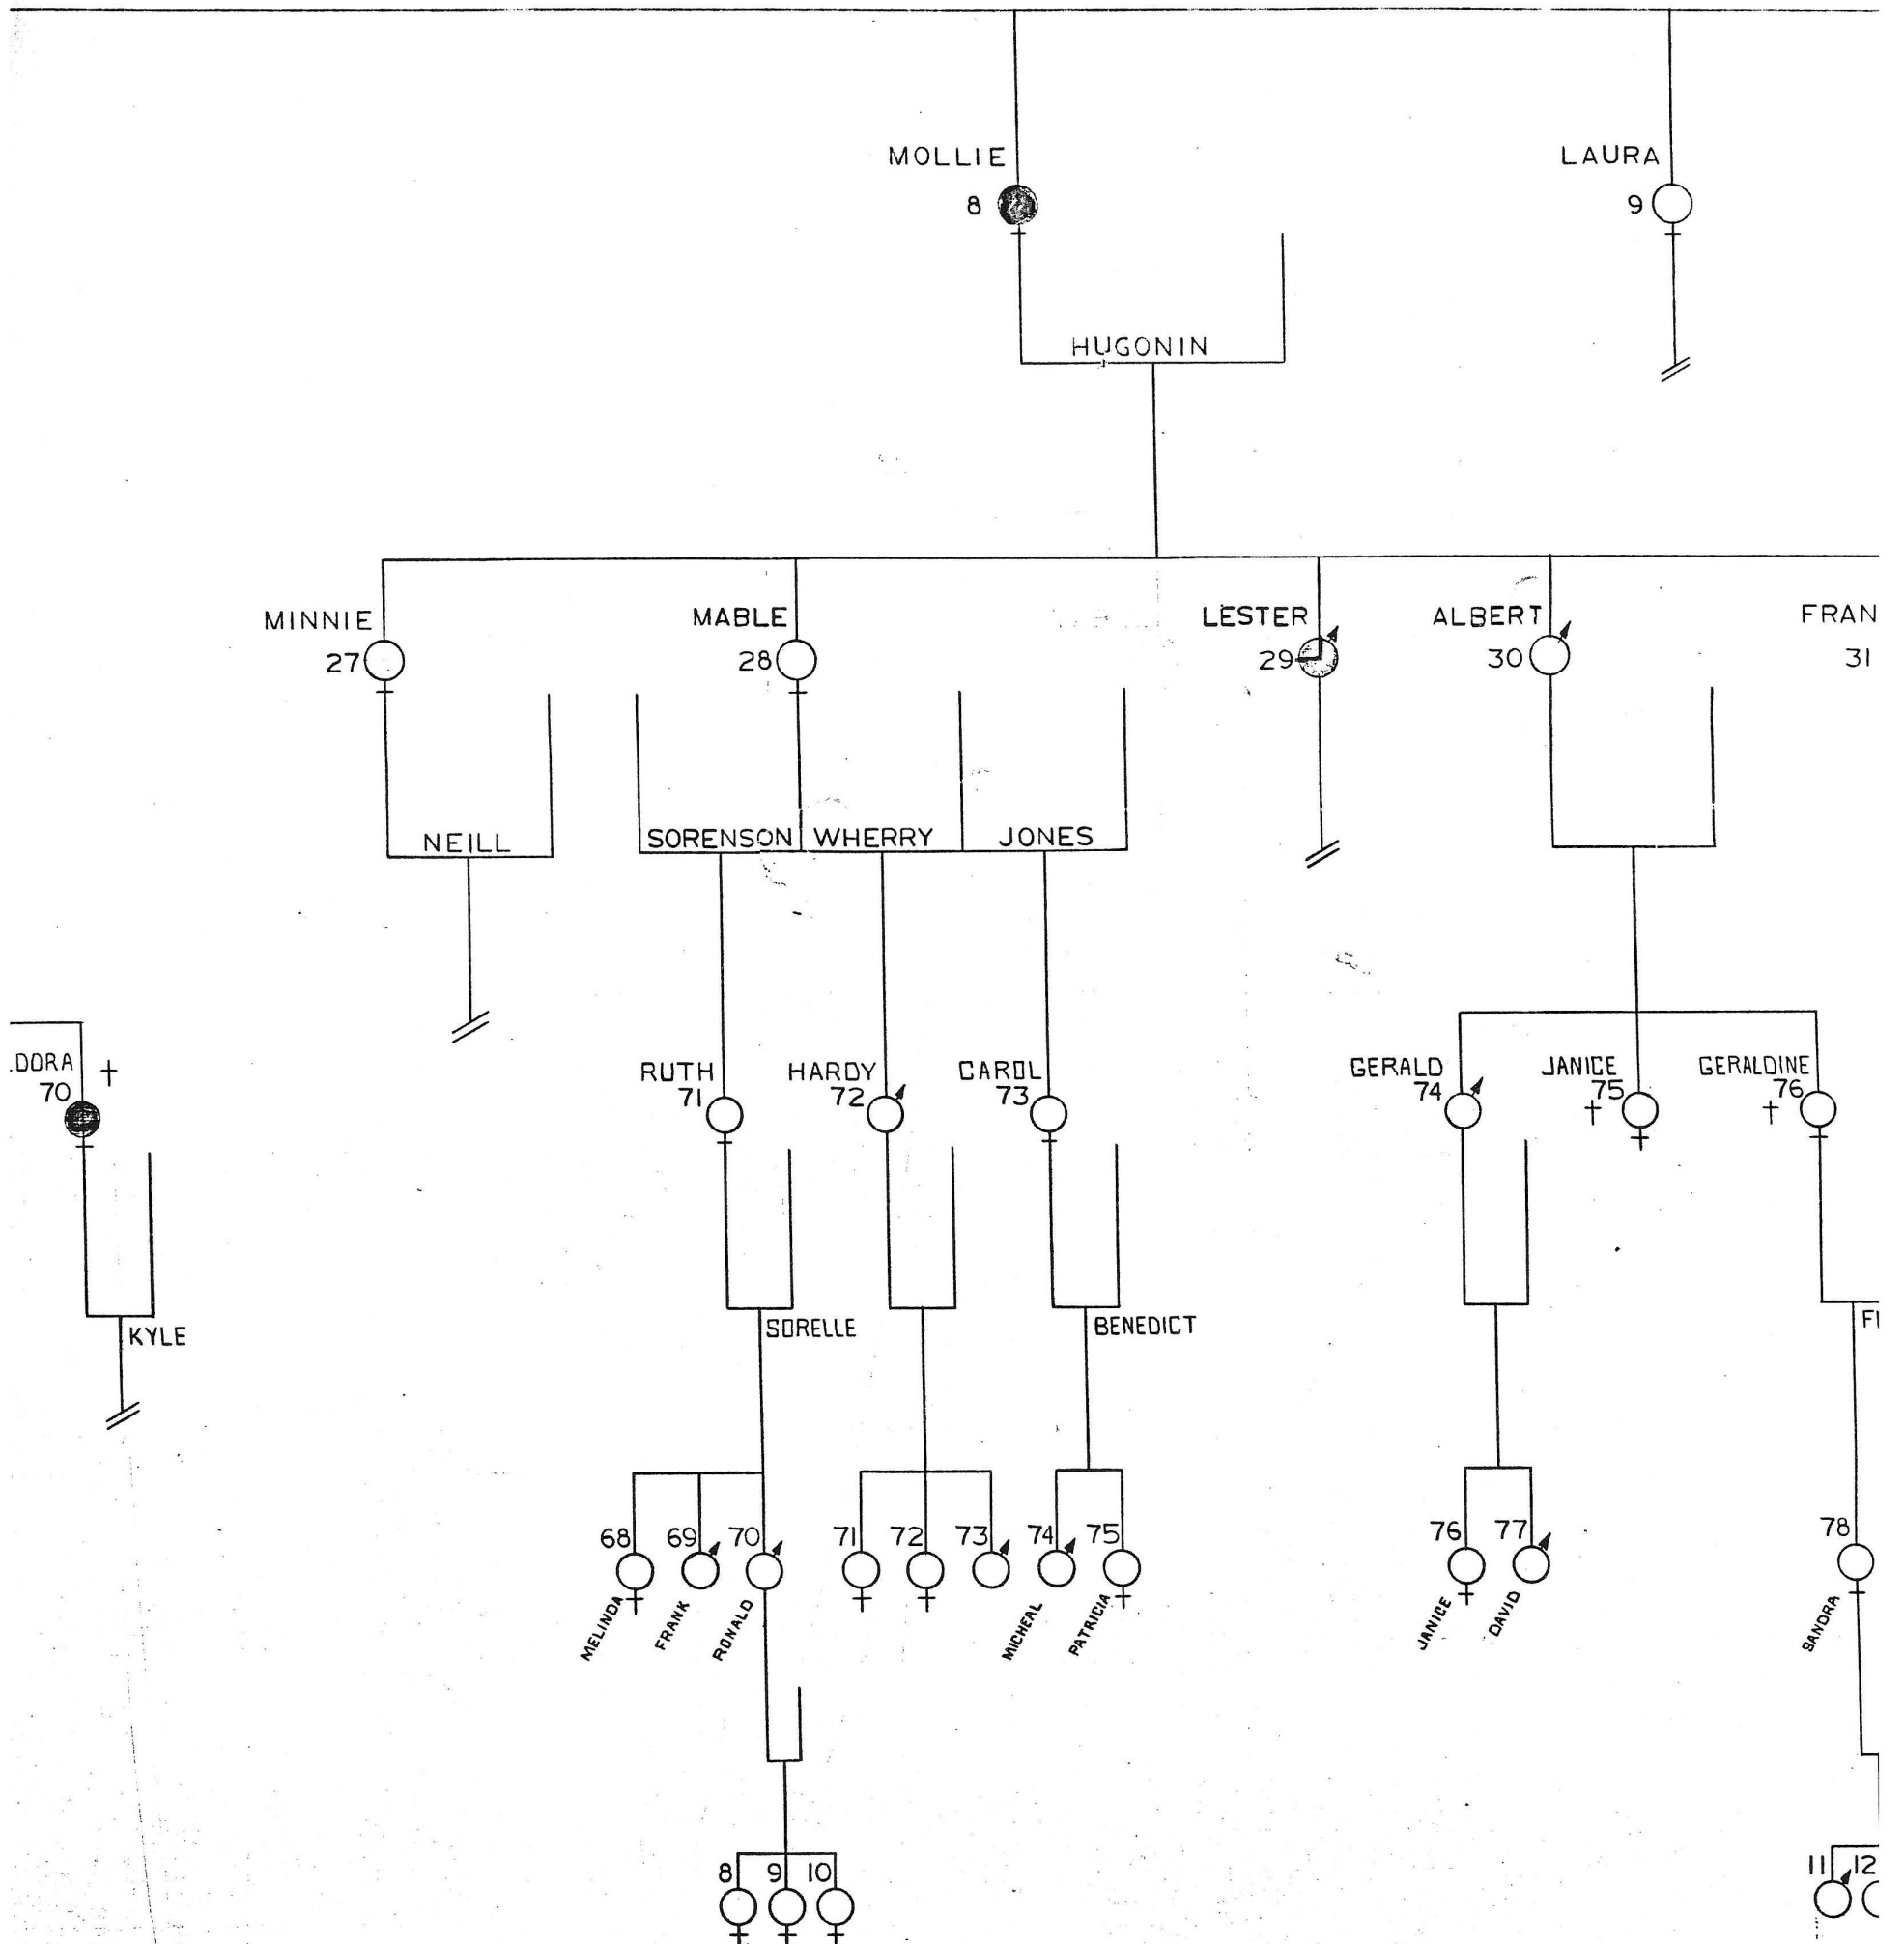 MOLLIE
8
LAURA
9
HUGONIN
MINNIE
27
MABLE
28
LESTER
29
ALBERT
30
FRAN
31
NEILL
SORENSON
WHERRY
JONES
.DORA †
70
RUTH
71
HARDY
72
CAROL
73
GERALD
74
JANICE
75
†
GERALDINE
76
†
KYLE
SORELLE
BENEDICT
68
69
70
71
72
73
74
75
76
77
78
MELINDA
FRANK
RONALD
MICHEAL
PATRICIA
JANICE
DAVID
SANDRA
8
9
10
11
12